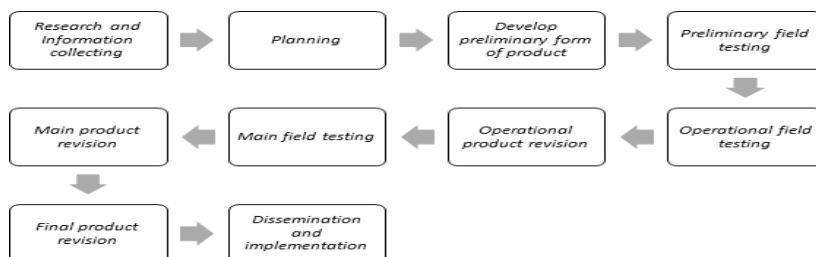 Research and
Information
collecting
Planning
Develop
preliminary form
of product
Preliminary field
testing
Operational field
testing
Operational
product revision
Main field testing
Main product
revision
Final product
revision
Dissemination
and
implementation